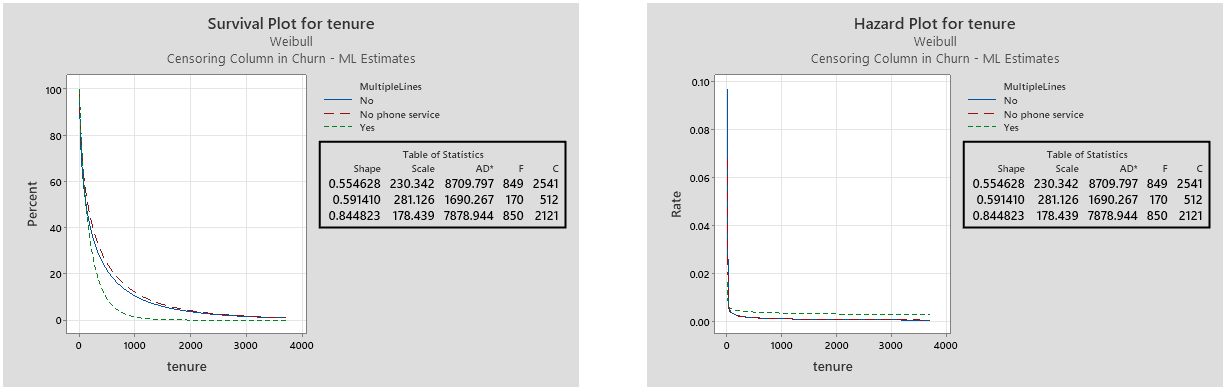 Survival Plot for tenure
Weibull
Censoring Column in Churn - ML Estimates
100
80
60
40
20
0
Percent
0 1000 2000 3000 4000
tenure
MultipleLines
No
No phone service
Yes
Table of Statistics
Shape Scale AD* F C
0.554628 230.342 8709.797 849 2541
0.591410 281.126 1690.267 170 512
0.844823 178.439 7878.944 850 2121
Hazard Plot for tenure
Weibull
Censoring Column in Churn - ML Estimates
0.10
0.08
0.06
0.04
0.02
0.00
Rate
0 1000 2000 3000 4000
tenure
MultipleLines
No
No phone service
Yes
Table of Statistics
Shape Scale AD* F C
0.554628 230.342 8709.797 849 2541
0.591410 281.126 1690.267 170 512
0.844823 178.439 7878.944 850 2121